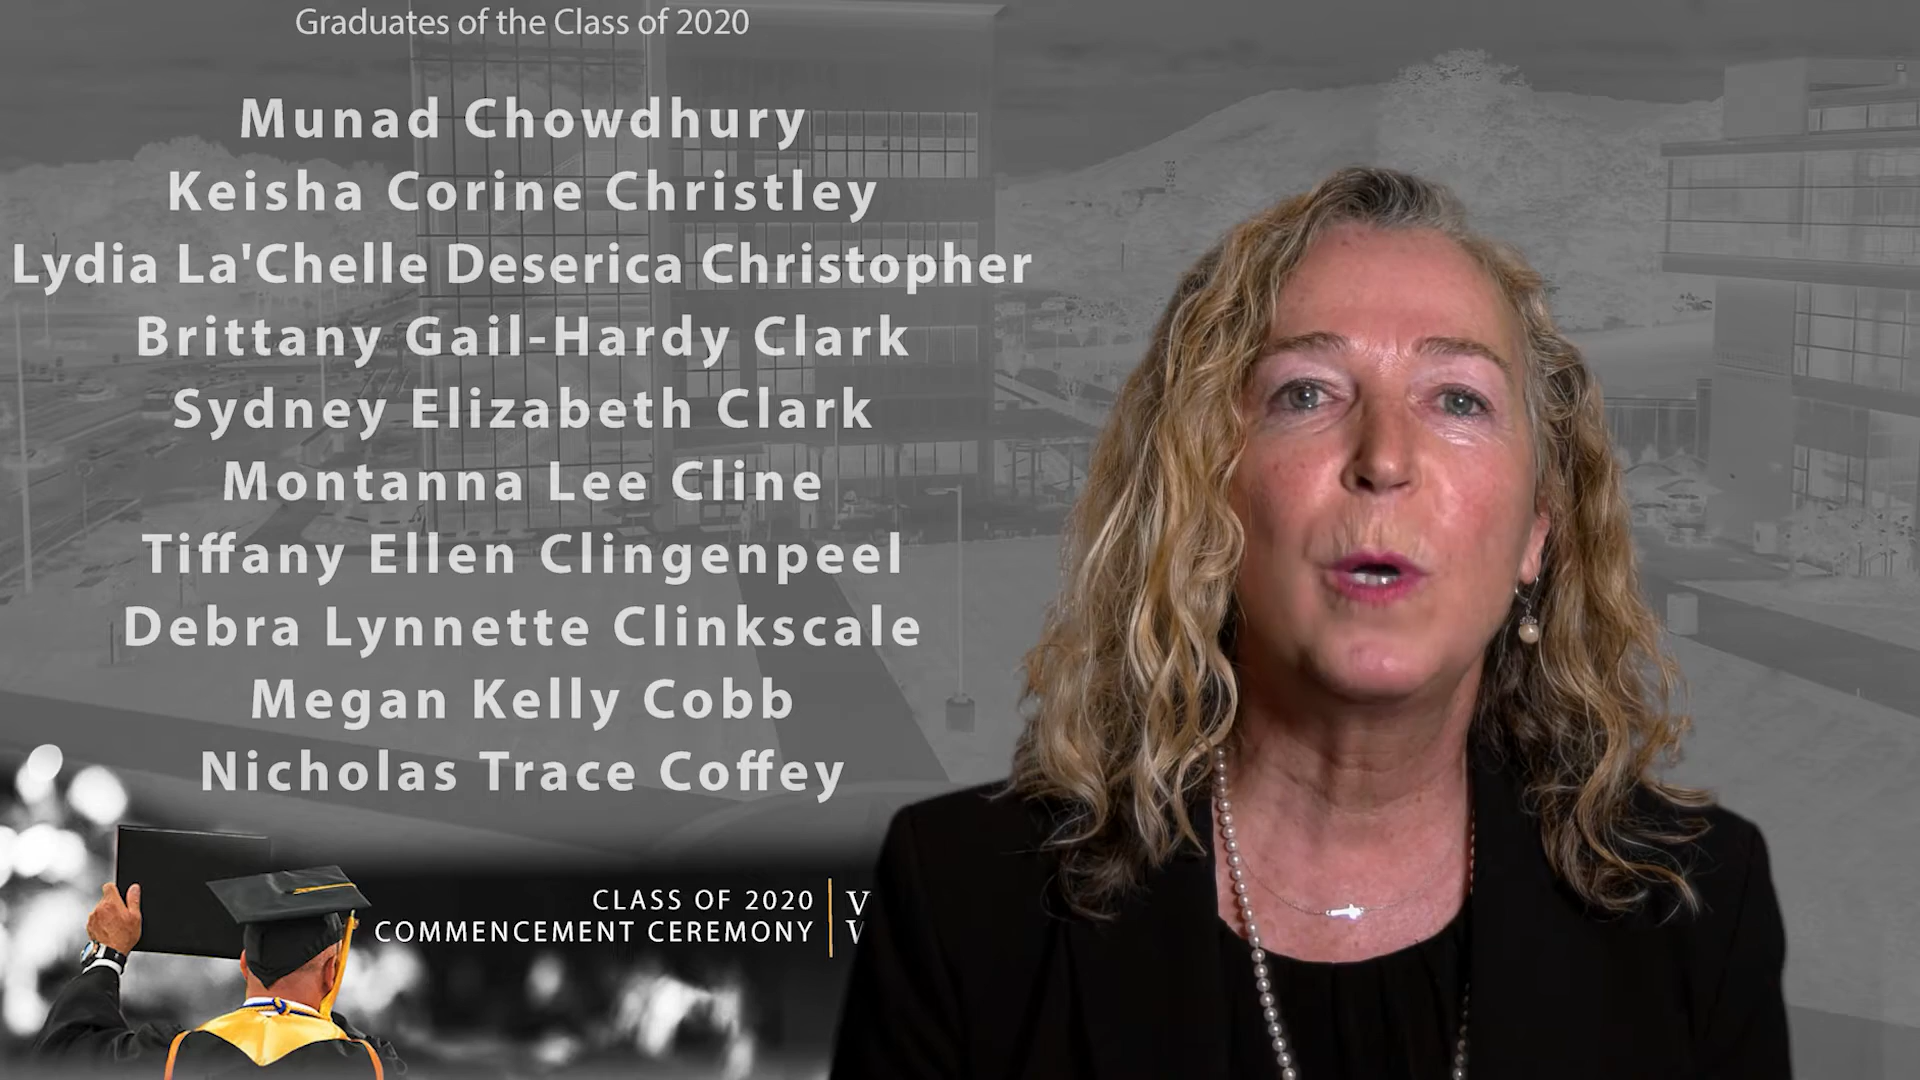 Graduates of the Class of 2020
Munad Chowdhury
Keisha Corine Christley
Lydia La'Chelle Deserica Christopher
Brittany Gail-Hardy Clark
Sydney Elizabeth Clark
Montanna Lee Cline
Tiffany Ellen Clingenpeel
Debra Lynnette Clinkscale
Megan Kelly Cobb
Nicholas Trace Coffey
CLASS OF 2020
COMMENCEMENT CEREMONY